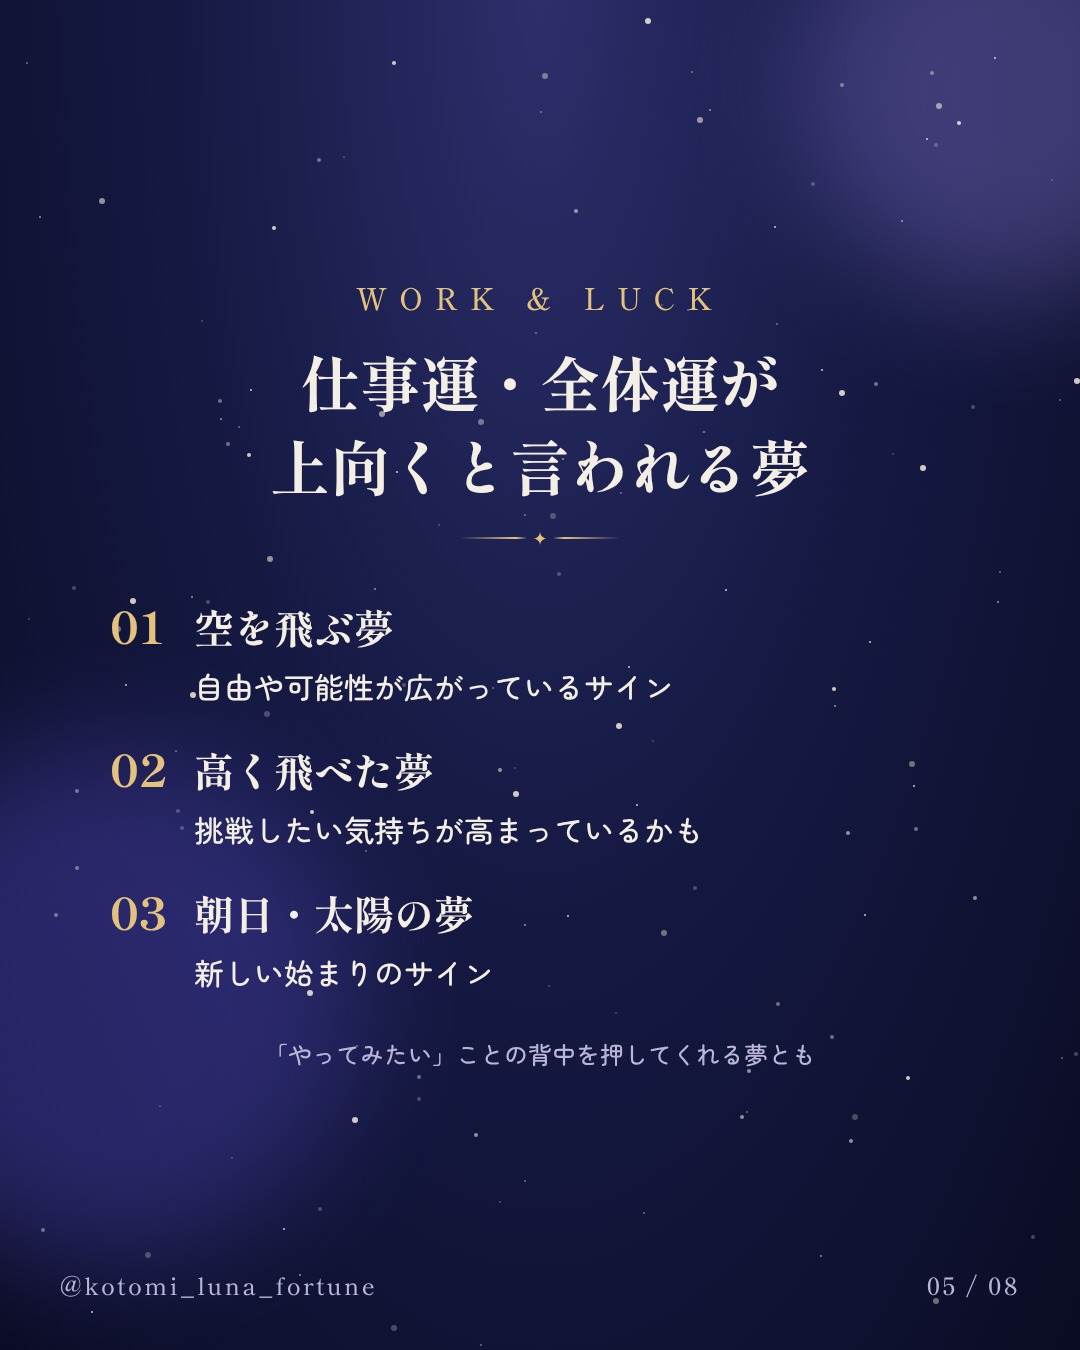 WORK & LUCK
仕事運・全体運が
上向くと言われる夢
01 空を飛ぶ夢
自由や可能性が広がっているサイン
02 高く飛べた夢
挑戦したい気持ちが高まっているかも
03 朝日・太陽の夢
新しい始まりのサイン
「やってみたい」ことの背中を押してくれる夢とも
@kotomi_luna_fortune
05 / 08